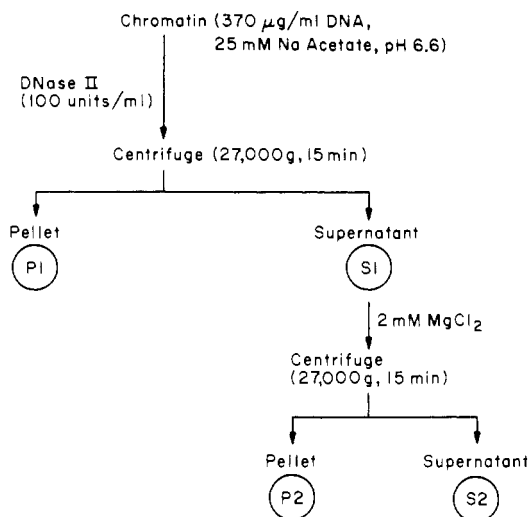 Chromatin (370 μg/ml DNA,
25 mM Na Acetate, pH 6.6)
DNase II
(100 units/ml)
Centrifuge (27,000g, 15 min)
Pellet
P1
Supernatant
S1
2 mM MgCl₂
Centrifuge
(27,000g, 15 min)
Pellet
P2
Supernatant
S2